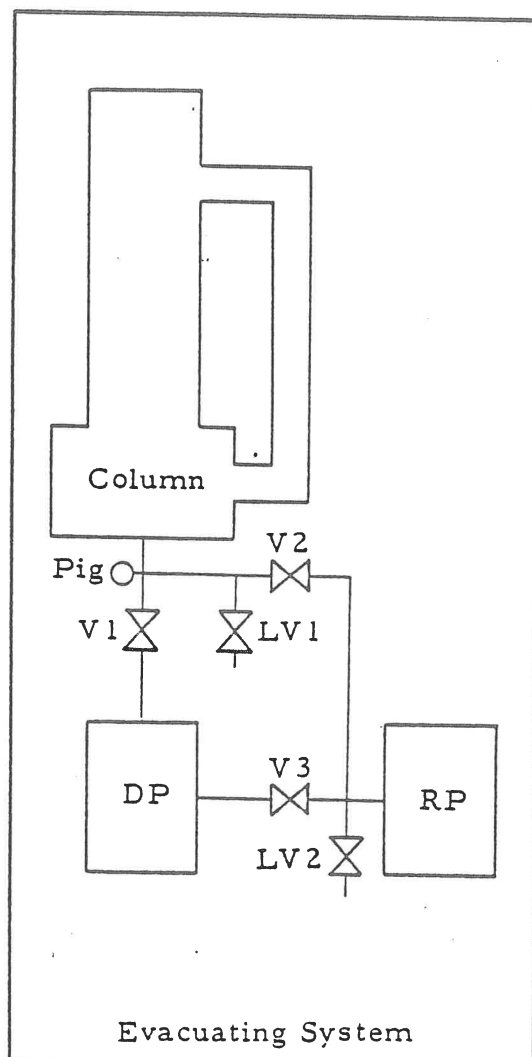 Column
V2
Pig
V1
LV1
V3
DP
RP
LV2
Evacuating System